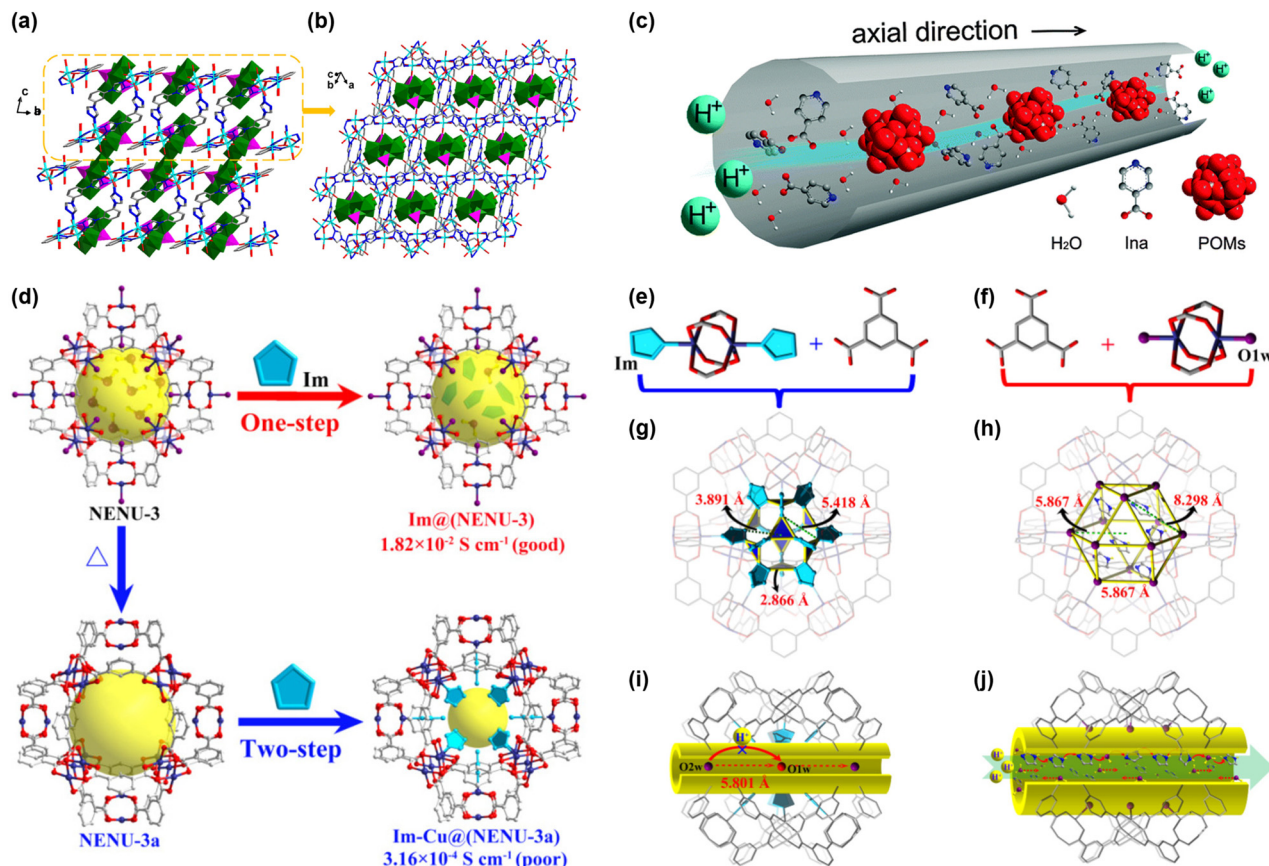 (a)
c
b
(b)
c
b
a
(c)
axial direction
H⁺
H⁺
H⁺
H⁺
H⁺
H⁺
H₂O
Ina
POMs
(d)
Im
One-step
NENU-3
Im@(NENU-3)
1.82×10⁻² S cm⁻¹ (good)
△
Two-step
NENU-3a
Im-Cu@(NENU-3a)
3.16×10⁻⁴ S cm⁻¹ (poor)
(e)
Im
+
(f)
+
O1w
(g)
3.891 Å
5.418 Å
2.866 Å
(h)
5.867 Å
8.298 Å
5.867 Å
(i)
H⁺
O2w
O1w
5.801 Å
(j)
H⁺
H⁺
H⁺